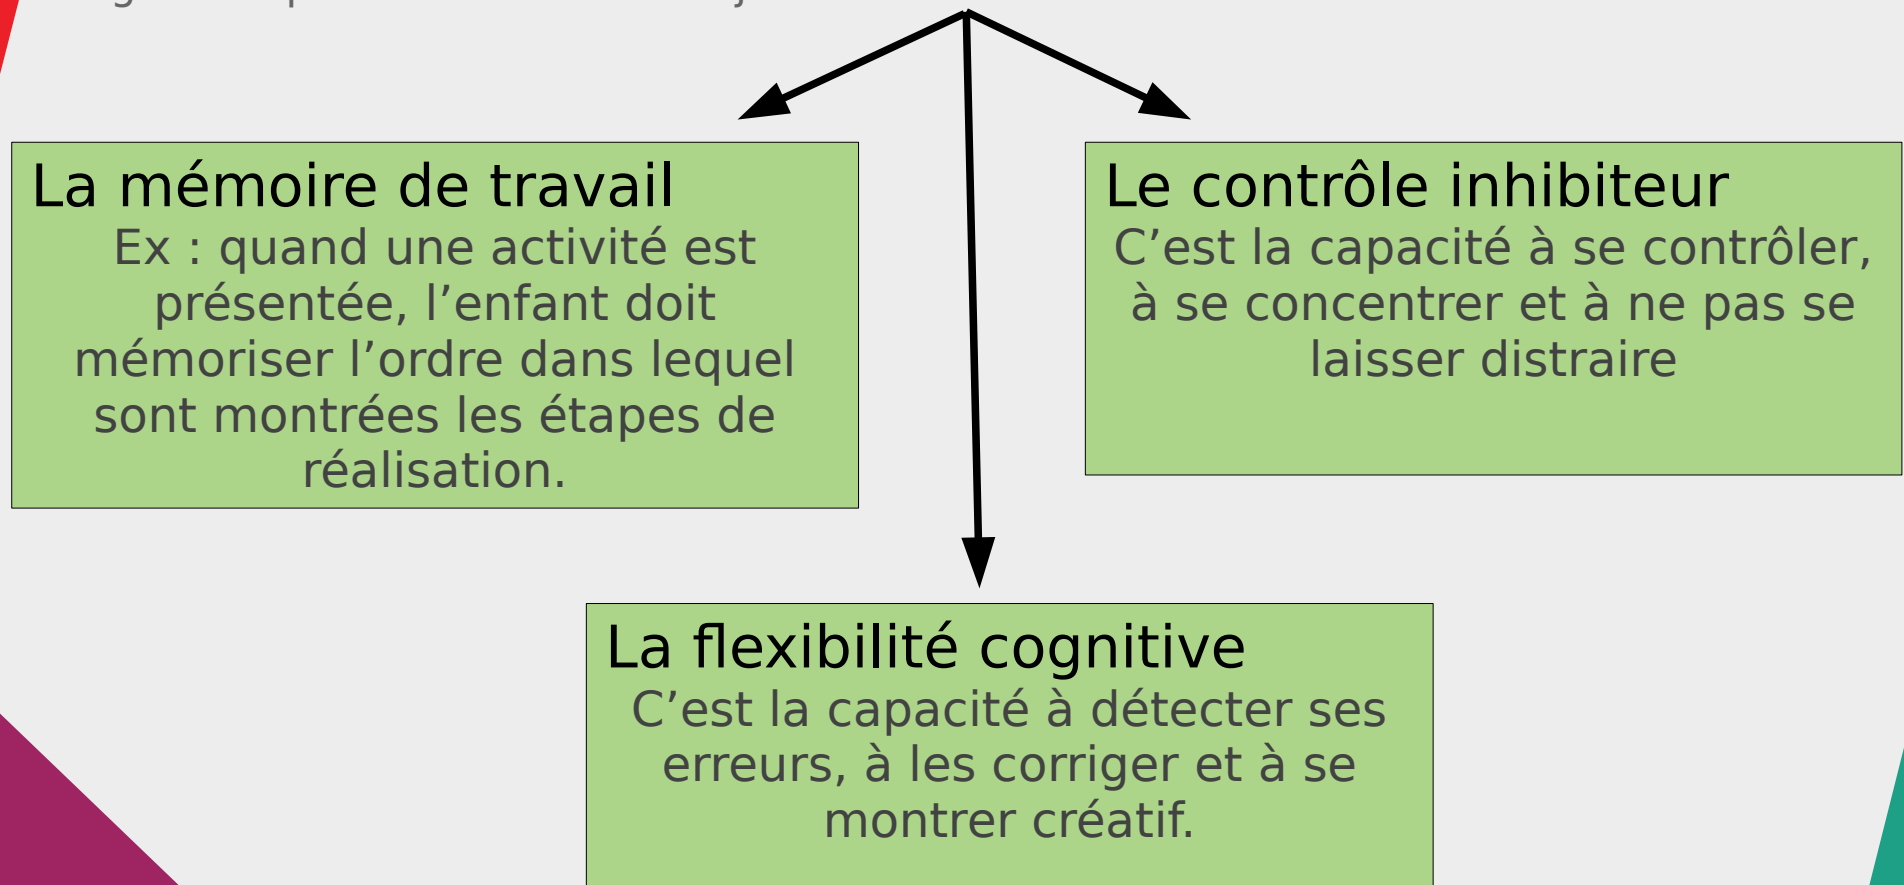 La mémoire de travail
Ex : quand une activité est
présentée, l’enfant doit
mémoriser l’ordre dans lequel
sont montrées les étapes de
réalisation.
Le contrôle inhibiteur
C’est la capacité à se contrôler,
à se concentrer et à ne pas se
laisser distraire
La flexibilité cognitive
C’est la capacité à détecter ses
erreurs, à les corriger et à se
montrer créatif.